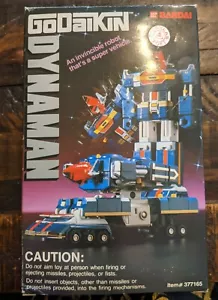 GODAIKIN
BANDAI
DYNAMAN
An invincible robot
that's a super vehicle.
CAUTION:
Do not aim toy at person when firing or
ejecting missiles, projectiles, or fists.
Do not insert objects, other than missiles or
projectiles provided, into the firing mechanisms.
Item# 377165